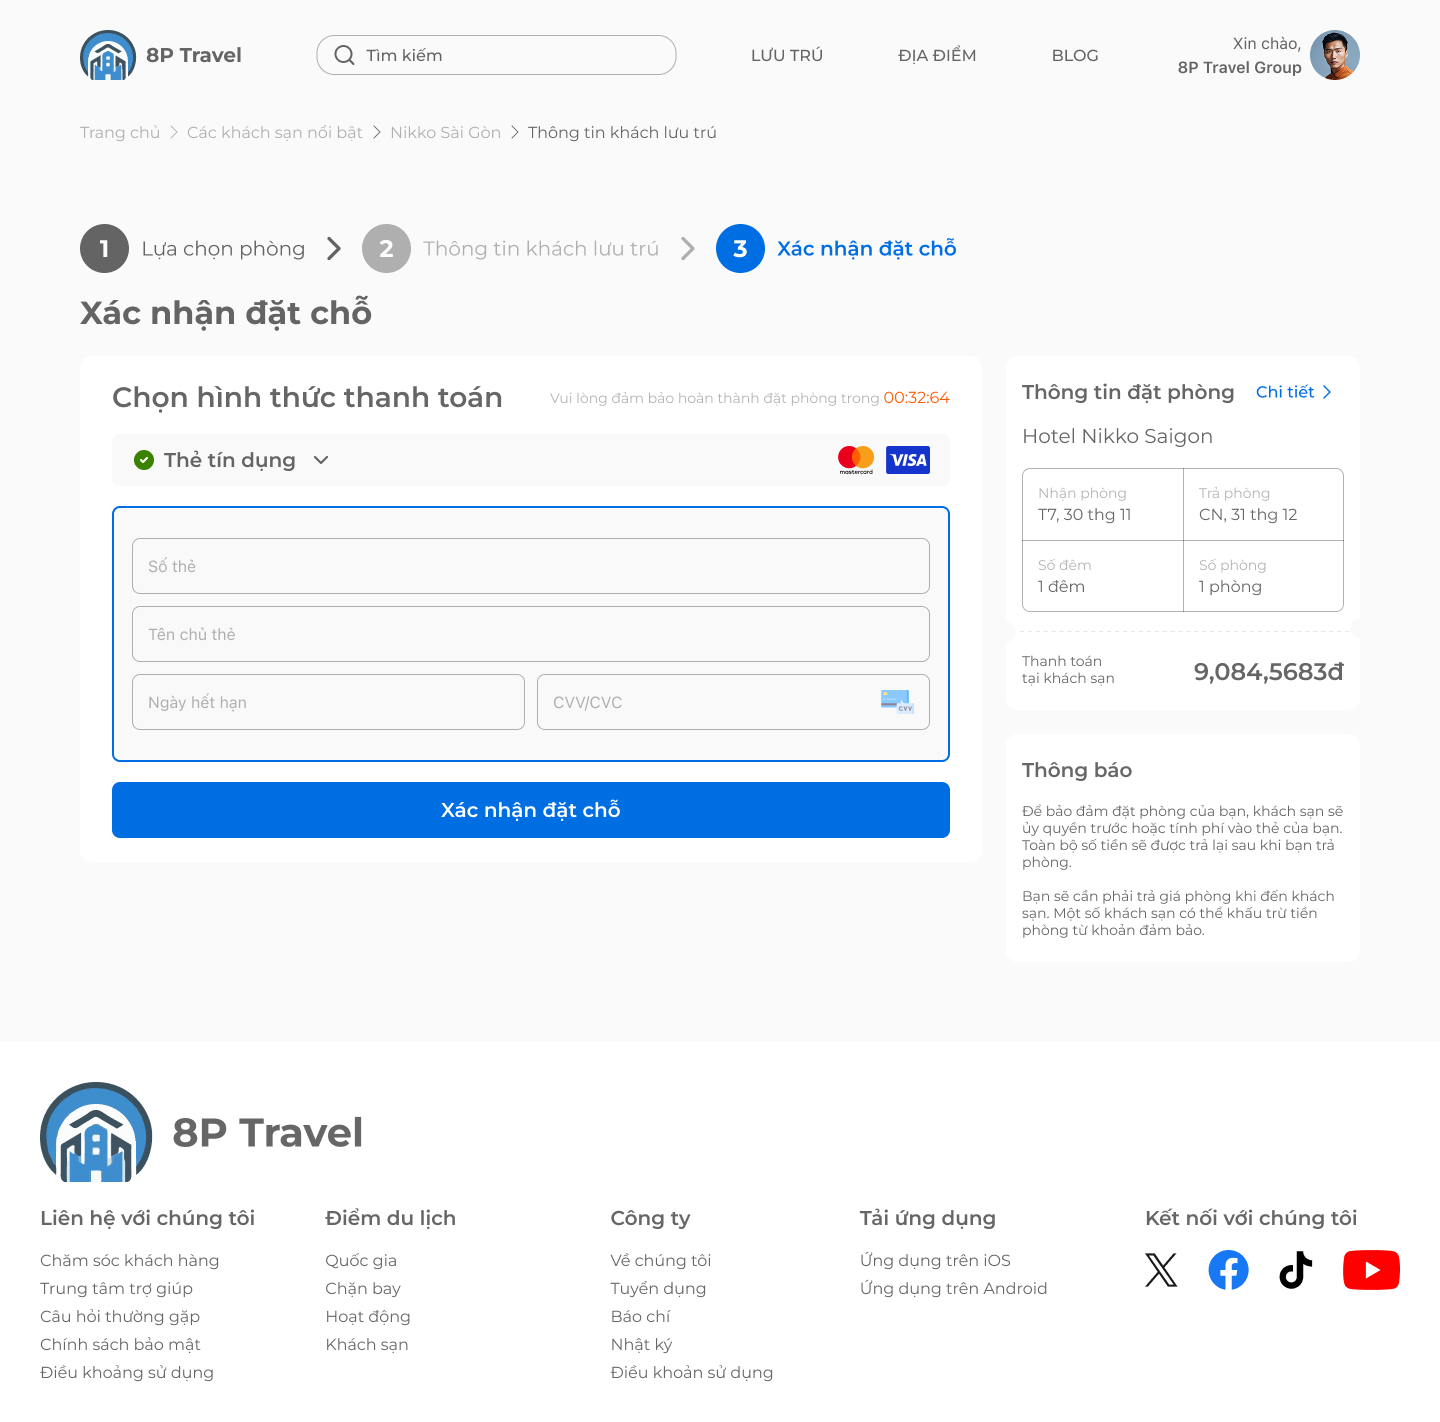 8P Travel
Tìm kiếm
LƯU TRÚ
ĐỊA ĐIỂM
BLOG
Xin chào,
8P Travel Group
Trang chủ > Các khách sạn nổi bật > Nikko Sài Gòn > Thông tin khách lưu trú
1 Lựa chọn phòng
2 Thông tin khách lưu trú
3 Xác nhận đặt chỗ
Xác nhận đặt chỗ
Chọn hình thức thanh toán
Vui lòng đảm bảo hoàn thành đặt phòng trong 00:32:64
Thẻ tín dụng
mastercard
VISA
Số thẻ
Tên chủ thẻ
Ngày hết hạn
CVV/CVC
CVV
Xác nhận đặt chỗ
Thông tin đặt phòng
Chi tiết
Hotel Nikko Saigon
Nhận phòng
T7, 30 thg 11
Trả phòng
CN, 31 thg 12
Số đêm
1 đêm
Số phòng
1 phòng
Thanh toán
tại khách sạn
9,084,5683đ
Thông báo
Để bảo đảm đặt phòng của bạn, khách sạn sẽ
ủy quyền trước hoặc tính phí vào thẻ của bạn.
Toàn bộ số tiền sẽ được trả lại sau khi bạn trả
phòng.
Bạn sẽ cần phải trả giá phòng khi đến khách
sạn. Một số khách sạn có thể khấu trừ tiền
phòng từ khoản đảm bảo.
8P Travel
Liên hệ với chúng tôi
Chăm sóc khách hàng
Trung tâm trợ giúp
Câu hỏi thường gặp
Chính sách bảo mật
Điều khoảng sử dụng
Điểm du lịch
Quốc gia
Chặn bay
Hoạt động
Khách sạn
Công ty
Về chúng tôi
Tuyển dụng
Báo chí
Nhật ký
Điều khoản sử dụng
Tải ứng dụng
Ứng dụng trên iOS
Ứng dụng trên Android
Kết nối với chúng tôi